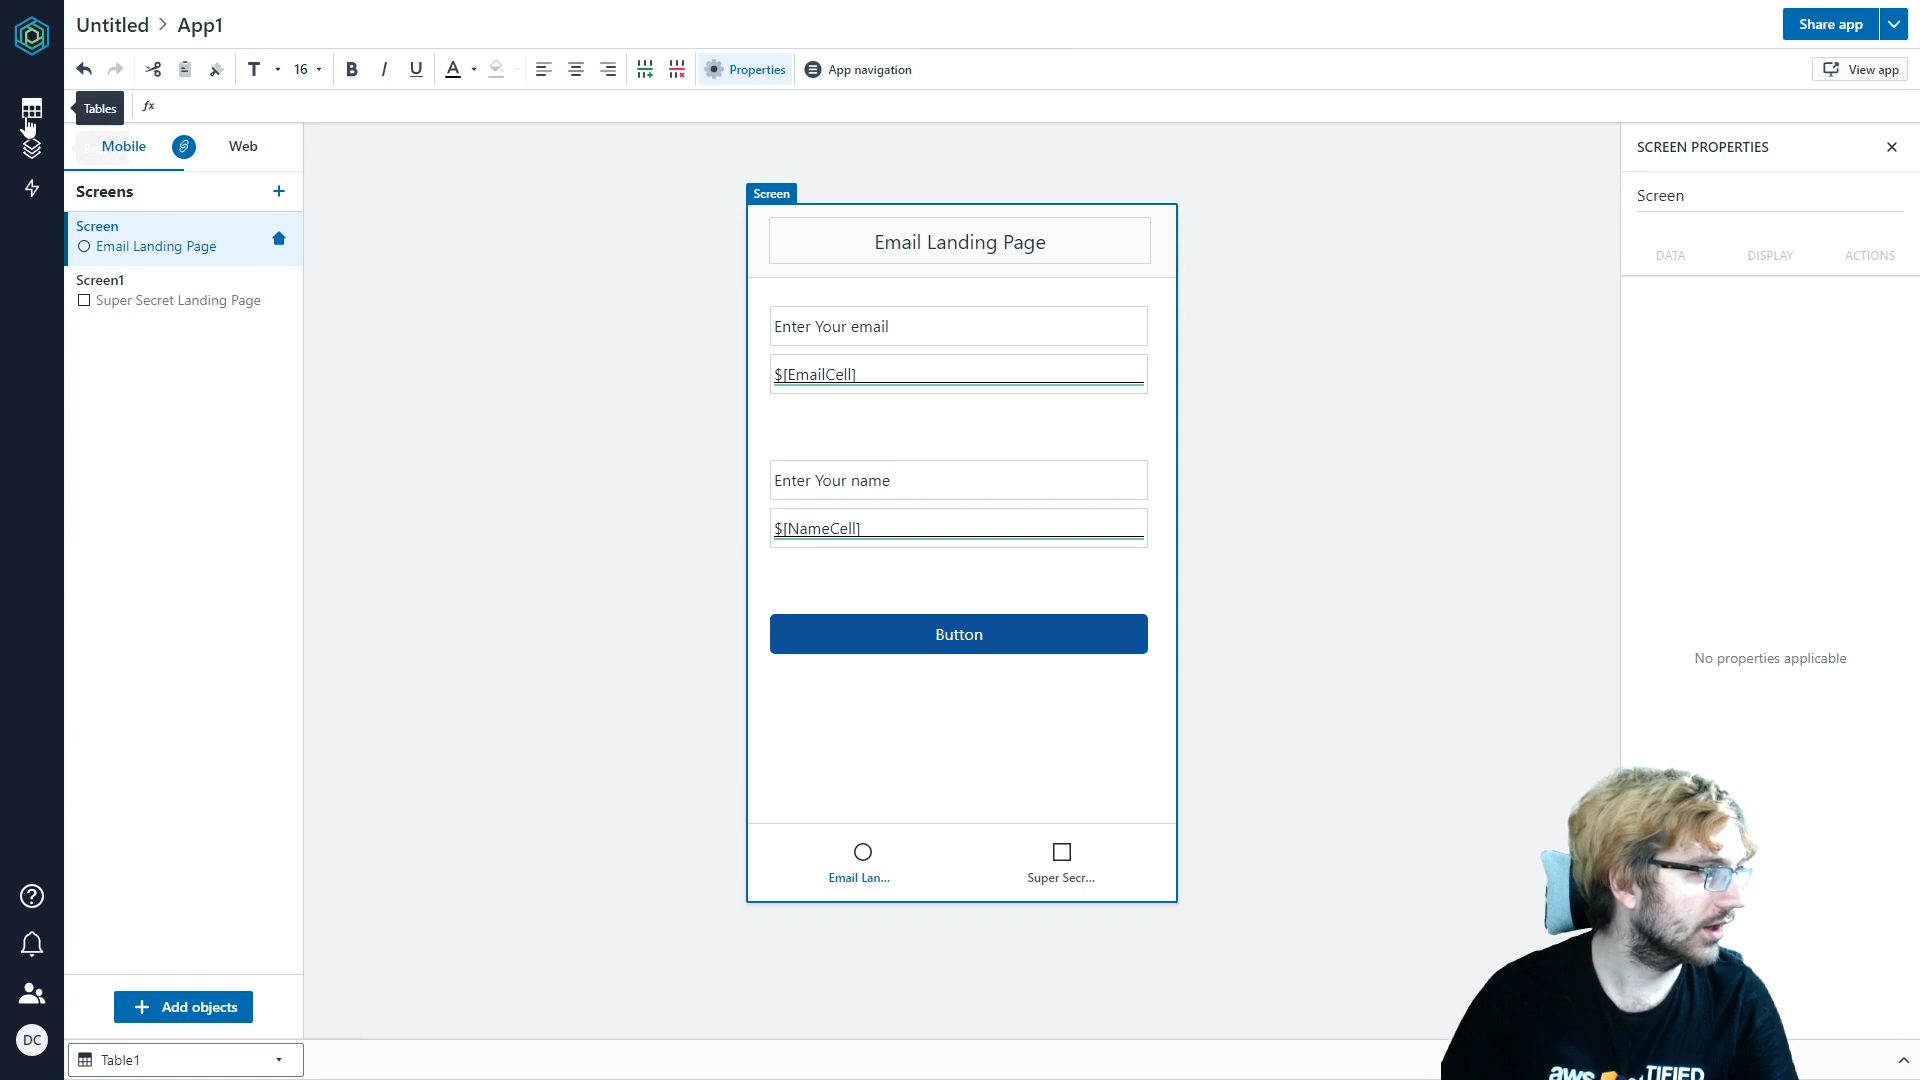 Untitled > App1
Share app
T
16
B I U A
Properties
App navigation
View app
Tables
fx
Mobile
Web
SCREEN PROPERTIES
Screens
Screen
Email Landing Page
Screen1
Super Secret Landing Page
Screen
Email Landing Page
Enter Your email
$[EmailCell]
Enter Your name
$[NameCell]
Button
Email Lan...
Super Secr...
Screen
DATA
DISPLAY
ACTIONS
No properties applicable
Add objects
DC
Table1
aws
TIFIED